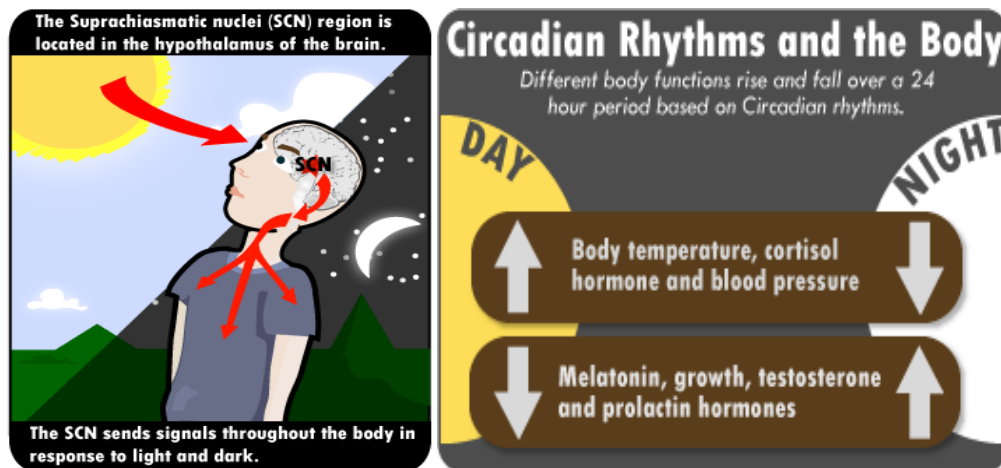 The Suprachiasmatic nuclei (SCN) region is
located in the hypothalamus of the brain.
SCN
The SCN sends signals throughout the body in
response to light and dark.
Circadian Rhythms and the Body
Different body functions rise and fall over a 24
hour period based on Circadian rhythms.
DAY
NIGHT
Body temperature, cortisol
hormone and blood pressure
Melatonin, growth, testosterone
and prolactin hormones